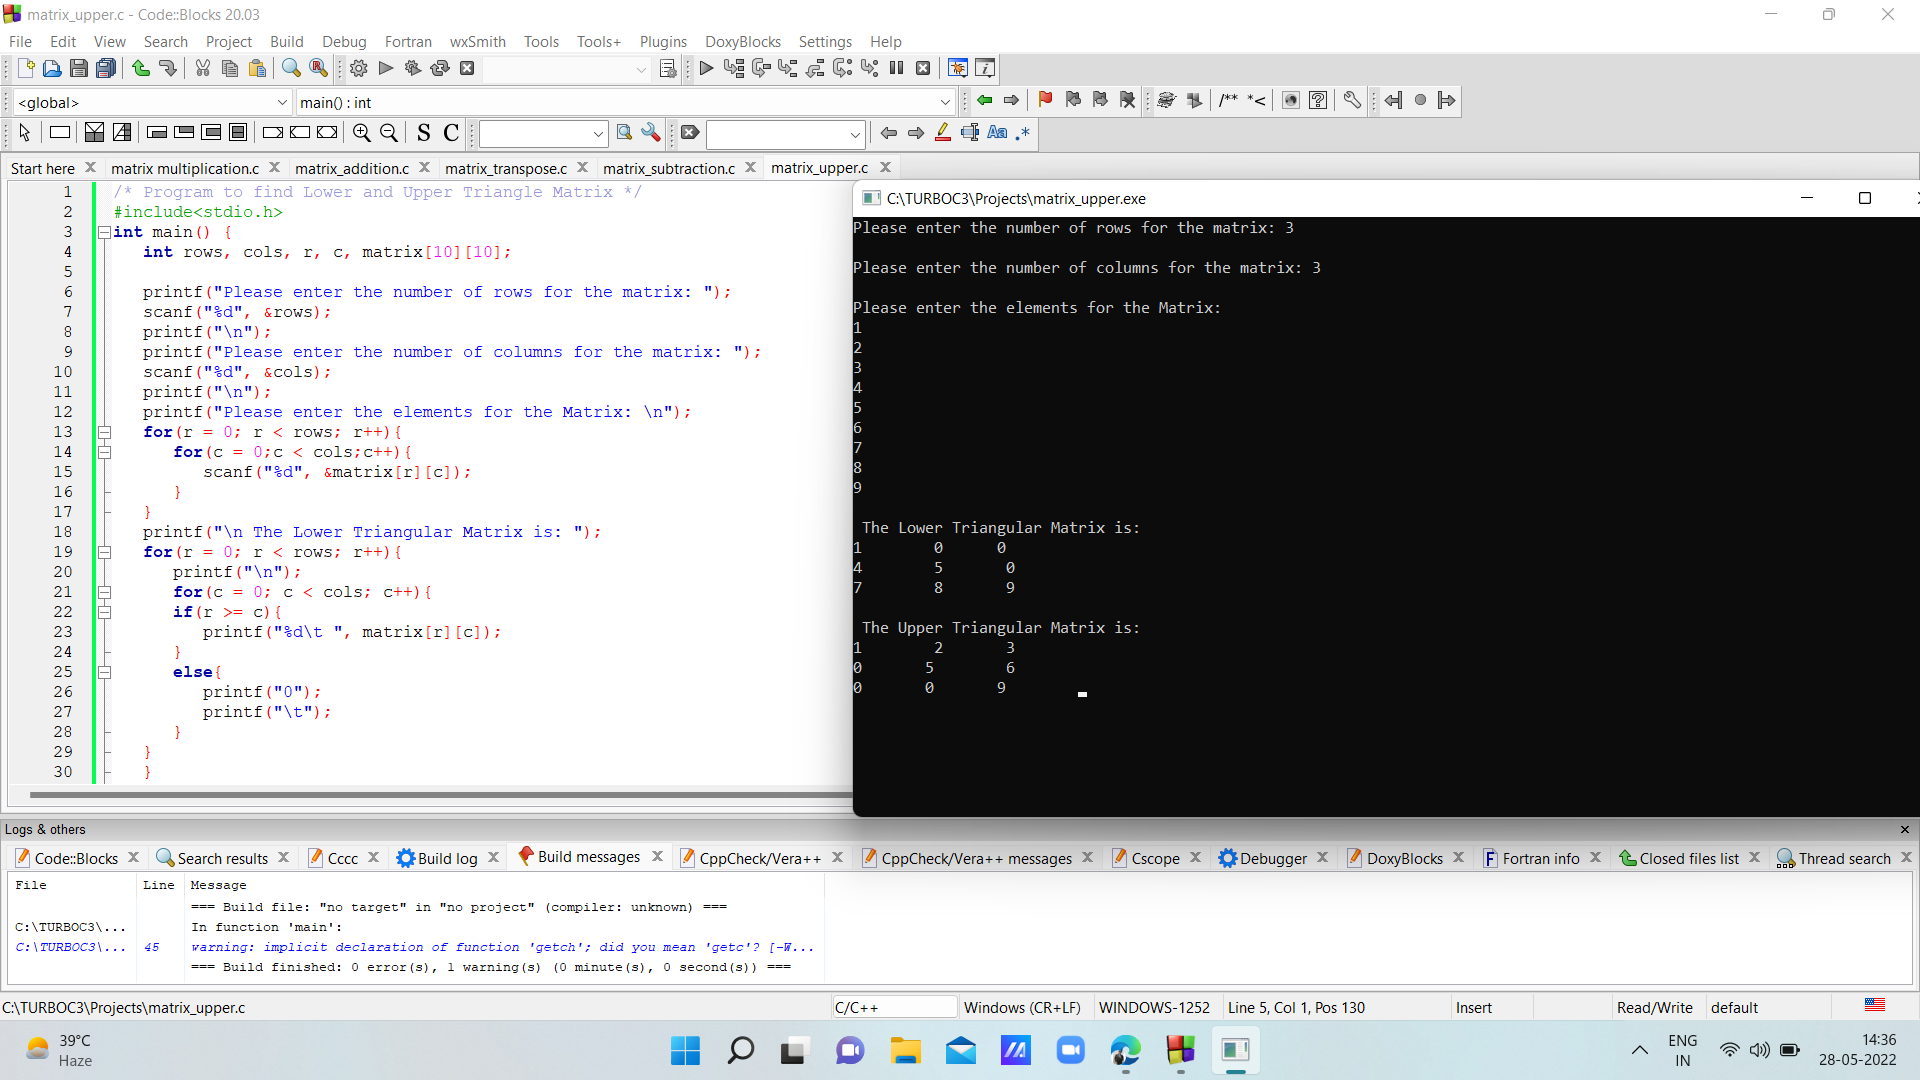 matrix_upper.c - Code::Blocks 20.03
File Edit View Search Project Build Debug Fortran wxSmith Tools Tools+ Plugins DoxyBlocks Settings Help
<global> main() : int
/** *<
S C Aa .*
Start here matrix multiplication.c matrix_addition.c matrix_transpose.c matrix_subtraction.c matrix_upper.c
1 /* Program to find Lower and Upper Triangle Matrix */
2 #include<stdio.h>
3 int main() {
4 int rows, cols, r, c, matrix[10][10];
5
6 printf("Please enter the number of rows for the matrix: ");
7 scanf("%d", &rows);
8 printf("\n");
9 printf("Please enter the number of columns for the matrix: ");
10 scanf("%d", &cols);
11 printf("\n");
12 printf("Please enter the elements for the Matrix: \n");
13 for(r = 0; r < rows; r++){
14 for(c = 0;c < cols;c++){
15 scanf("%d", &matrix[r][c]);
16 }
17 }
18 printf("\n The Lower Triangular Matrix is: ");
19 for(r = 0; r < rows; r++){
20 printf("\n");
21 for(c = 0; c < cols; c++){
22 if(r >= c){
23 printf("%d\t ", matrix[r][c]);
24 }
25 else{
26 printf("0");
27 printf("\t");
28 }
29 }
30 }
C:\TURBOC3\Projects\matrix_upper.exe
Please enter the number of rows for the matrix: 3
Please enter the number of columns for the matrix: 3
Please enter the elements for the Matrix:
1
2
3
4
5
6
7
8
9
The Lower Triangular Matrix is:
1 0 0
4 5 0
7 8 9
The Upper Triangular Matrix is:
1 2 3
0 5 6
0 0 9
Logs & others
Code::Blocks Search results Cccc Build log Build messages CppCheck/Vera++ CppCheck/Vera++ messages Cscope Debugger DoxyBlocks Fortran info Closed files list Thread search
File Line Message
=== Build file: "no target" in "no project" (compiler: unknown) ===
C:\TURBOC3\... In function 'main':
C:\TURBOC3\... 45 warning: implicit declaration of function 'getch'; did you mean 'getc'? [-W...
=== Build finished: 0 error(s), 1 warning(s) (0 minute(s), 0 second(s)) ===
C:\TURBOC3\Projects\matrix_upper.c C/C++ Windows (CR+LF) WINDOWS-1252 Line 5, Col 1, Pos 130 Insert Read/Write default
39°C
Haze
ENG
IN
14:36
28-05-2022